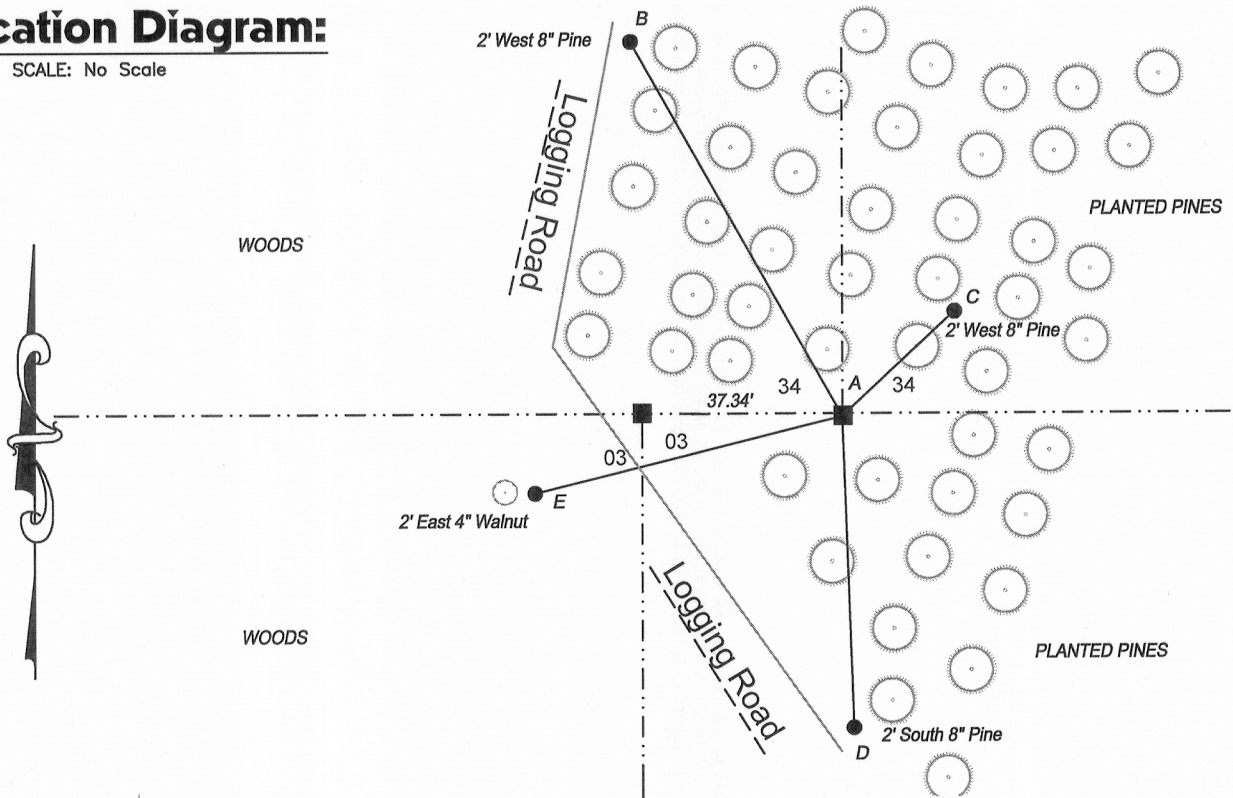 cation Diagram:
SCALE: No Scale
B
2' West 8" Pine
Logging Road
PLANTED PINES
WOODS
C
2' West 8" Pine
34
A
34
37.34'
03
03
E
2' East 4" Walnut
Logging Road
WOODS
PLANTED PINES
2' South 8" Pine
D